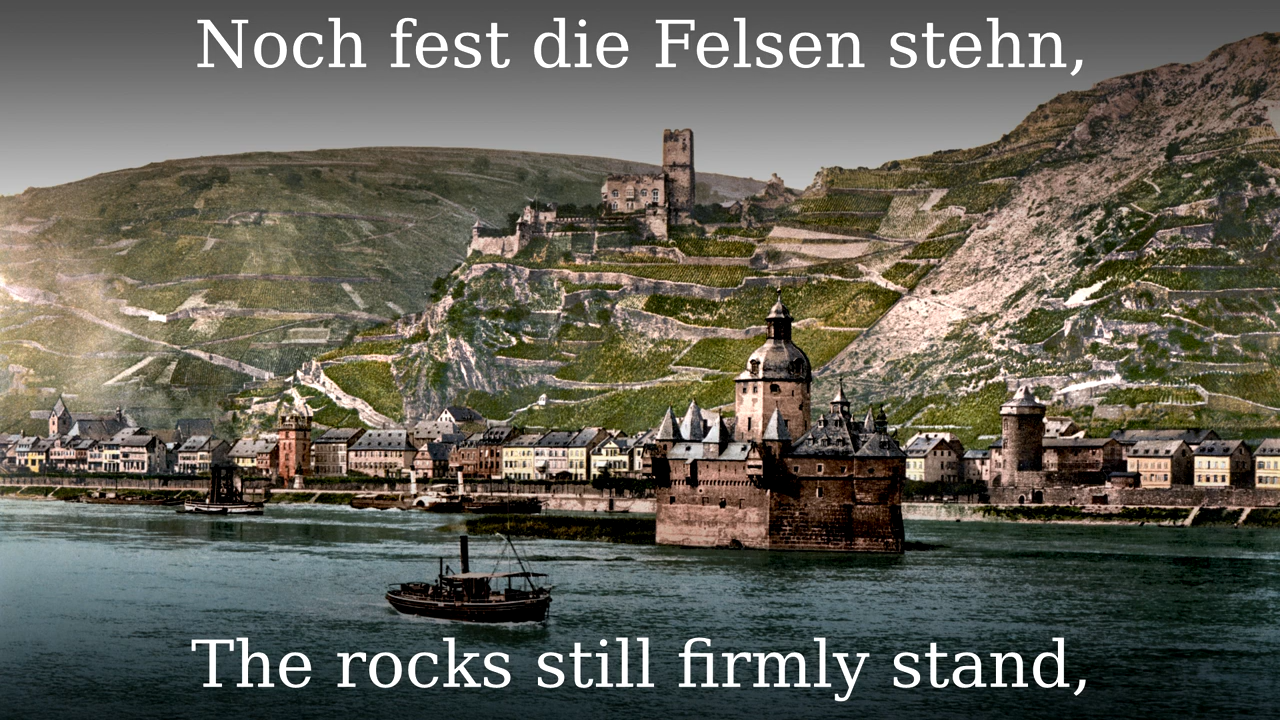 Noch fest die Felsen stehn,
The rocks still firmly stand,